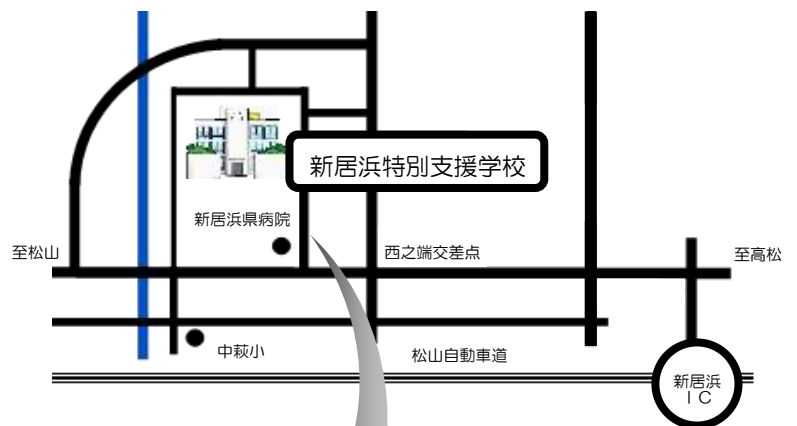 新居浜特別支援学校
新居浜県病院
至松山
西之端交差点
至高松
中萩小
松山自動車道
新居浜
IC